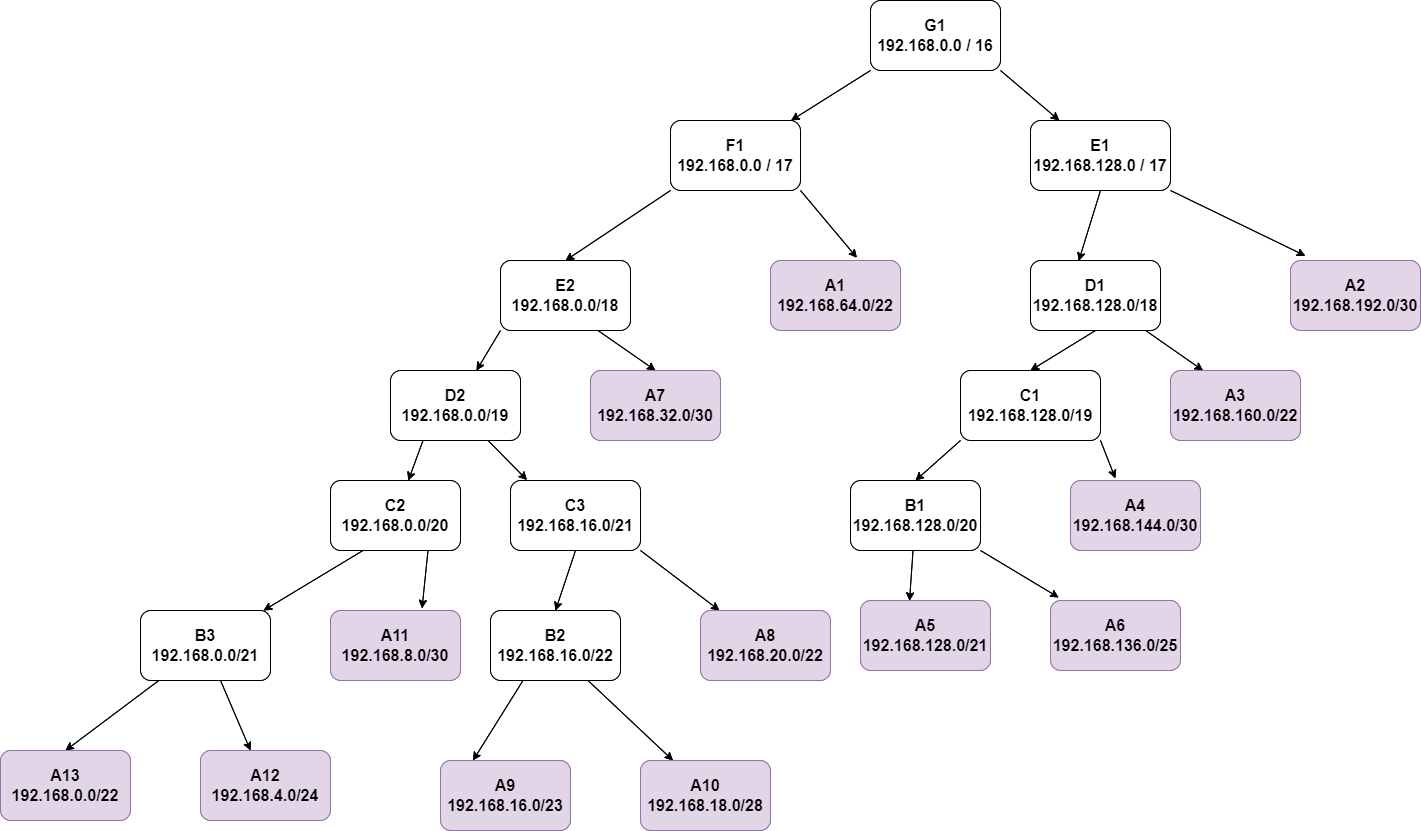 G1
192.168.0.0 / 16
F1
192.168.0.0 / 17
E1
192.168.128.0 / 17
E2
192.168.0.0/18
A1
192.168.64.0/22
D1
192.168.128.0/18
A2
192.168.192.0/30
D2
192.168.0.0/19
A7
192.168.32.0/30
C1
192.168.128.0/19
A3
192.168.160.0/22
C2
192.168.0.0/20
C3
192.168.16.0/21
B1
192.168.128.0/20
A4
192.168.144.0/30
B3
192.168.0.0/21
A11
192.168.8.0/30
B2
192.168.16.0/22
A8
192.168.20.0/22
A5
192.168.128.0/21
A6
192.168.136.0/25
A13
192.168.0.0/22
A12
192.168.4.0/24
A9
192.168.16.0/23
A10
192.168.18.0/28